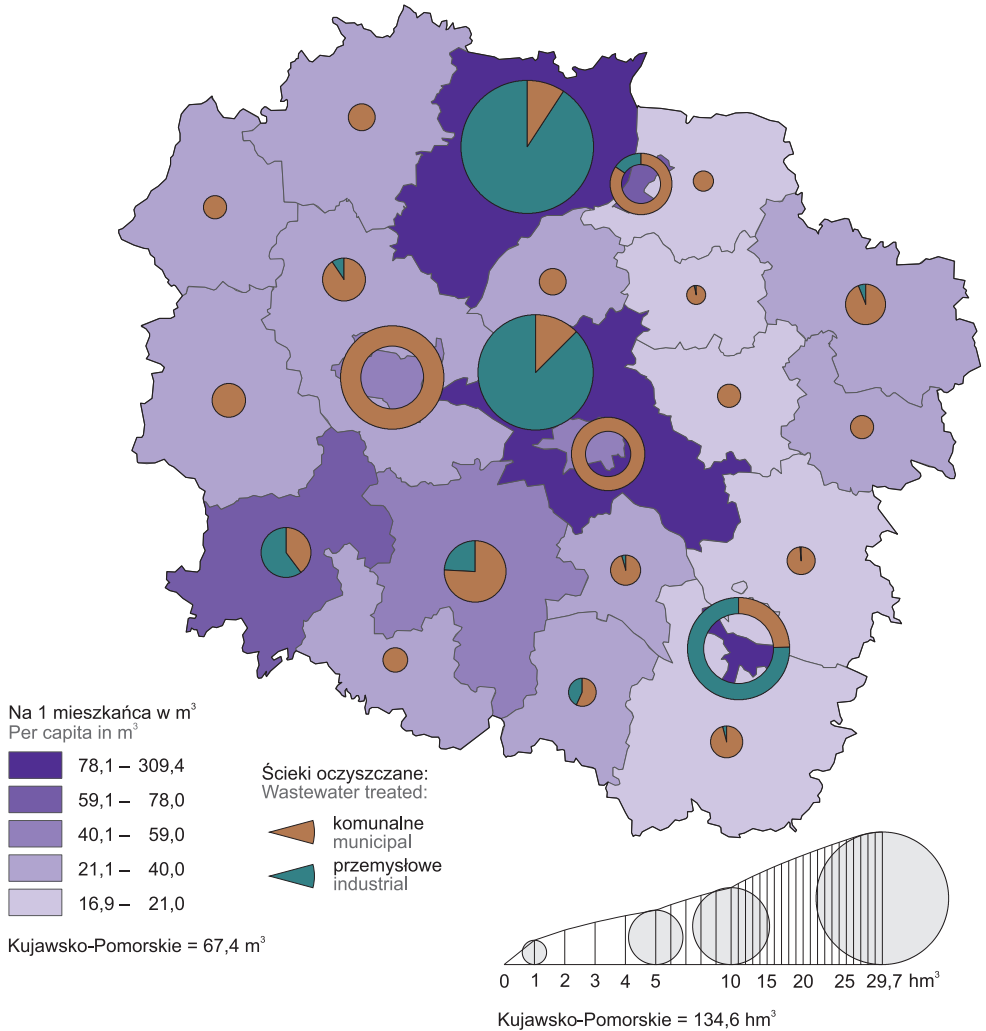 Na 1 mieszkańca w m³
Per capita in m³
78,1 – 309,4
59,1 – 78,0
40,1 – 59,0
21,1 – 40,0
16,9 – 21,0
Kujawsko-Pomorskie = 67,4 m³
Ścieki oczyszczane:
Wastewater treated:
komunalne
municipal
przemysłowe
industrial
0 1 2 3 4 5 10 15 20 25 29,7 hm³
Kujawsko-Pomorskie = 134,6 hm³